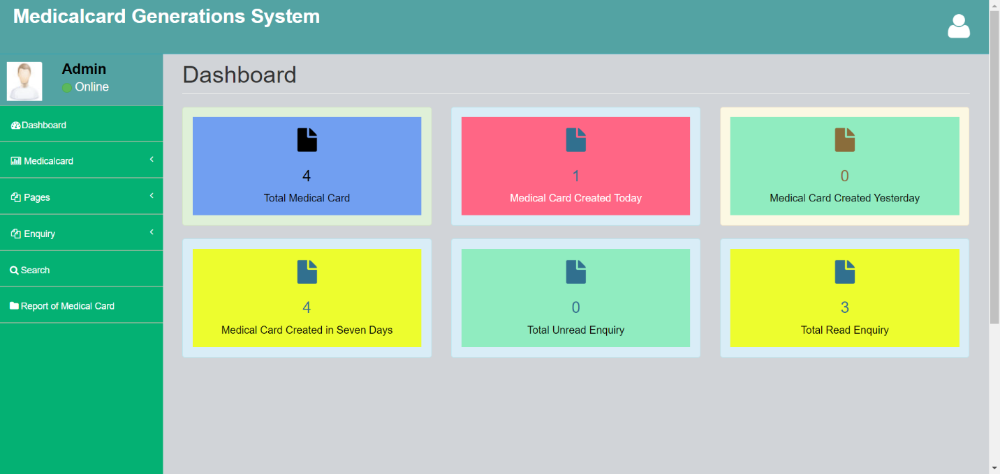 Medicalcard Generations System
Admin
Online
Dashboard
Medicalcard
Pages
Enquiry
Search
Report of Medical Card
Dashboard
4
Total Medical Card
1
Medical Card Created Today
0
Medical Card Created Yesterday
4
Medical Card Created in Seven Days
0
Total Unread Enquiry
3
Total Read Enquiry